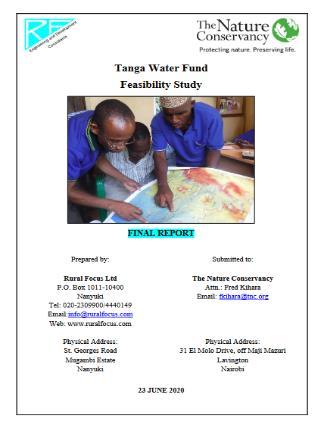 Engineering and Development
Consultants
The Nature
Conservancy
Protecting nature. Preserving life.
Tanga Water Fund
Feasibility Study
FINAL REPORT
Prepared by:
Rural Focus Ltd
P.O. Box 1011-10400
Nanyuki
Tel: 020-2309900/4440149
Email:info@ruralfocus.com
Web: www.ruralfocus.com
Physical Address:
St. Georges Road
Mugambi Estate
Nanyuki
Submitted to:
The Nature Conservancy
Attn.: Fred Kihara
Email: fkihara@tnc.org
Physical Address:
31 El Molo Drive, off Maji Mazuri
Lavington
Nairobi
23 JUNE 2020